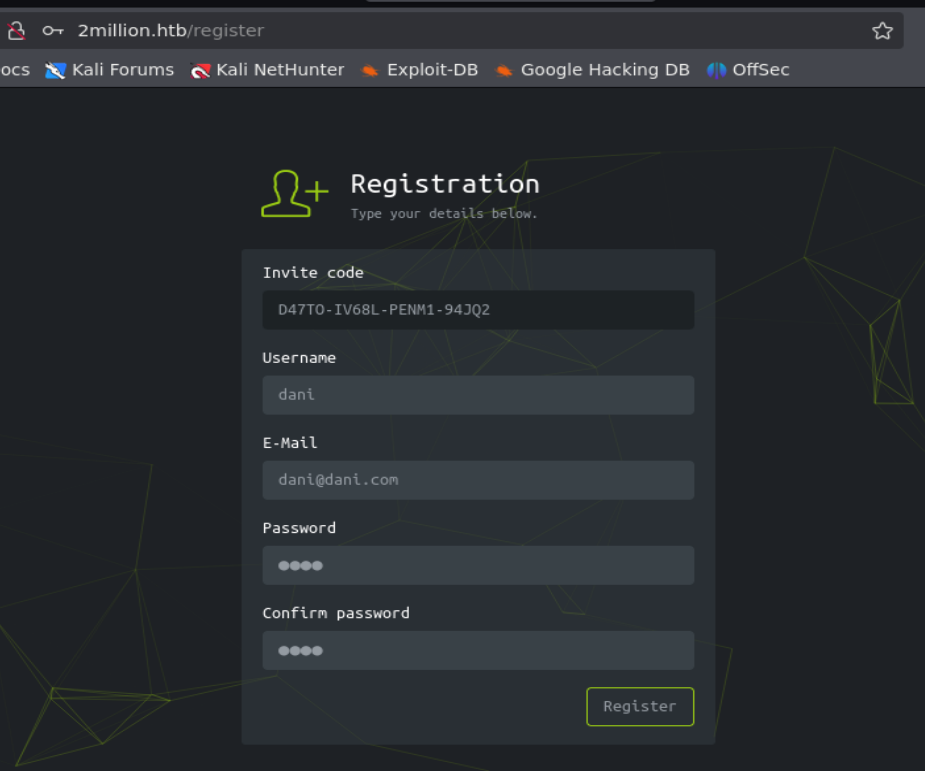 2million.htb/register
ocs Kali Forums Kali NetHunter Exploit-DB Google Hacking DB OffSec
Registration
Type your details below.
Invite code
D47TO-IV68L-PENM1-94JQ2
Username
dani
E-Mail
dani@dani.com
Password
●●●●
Confirm password
●●●●
Register